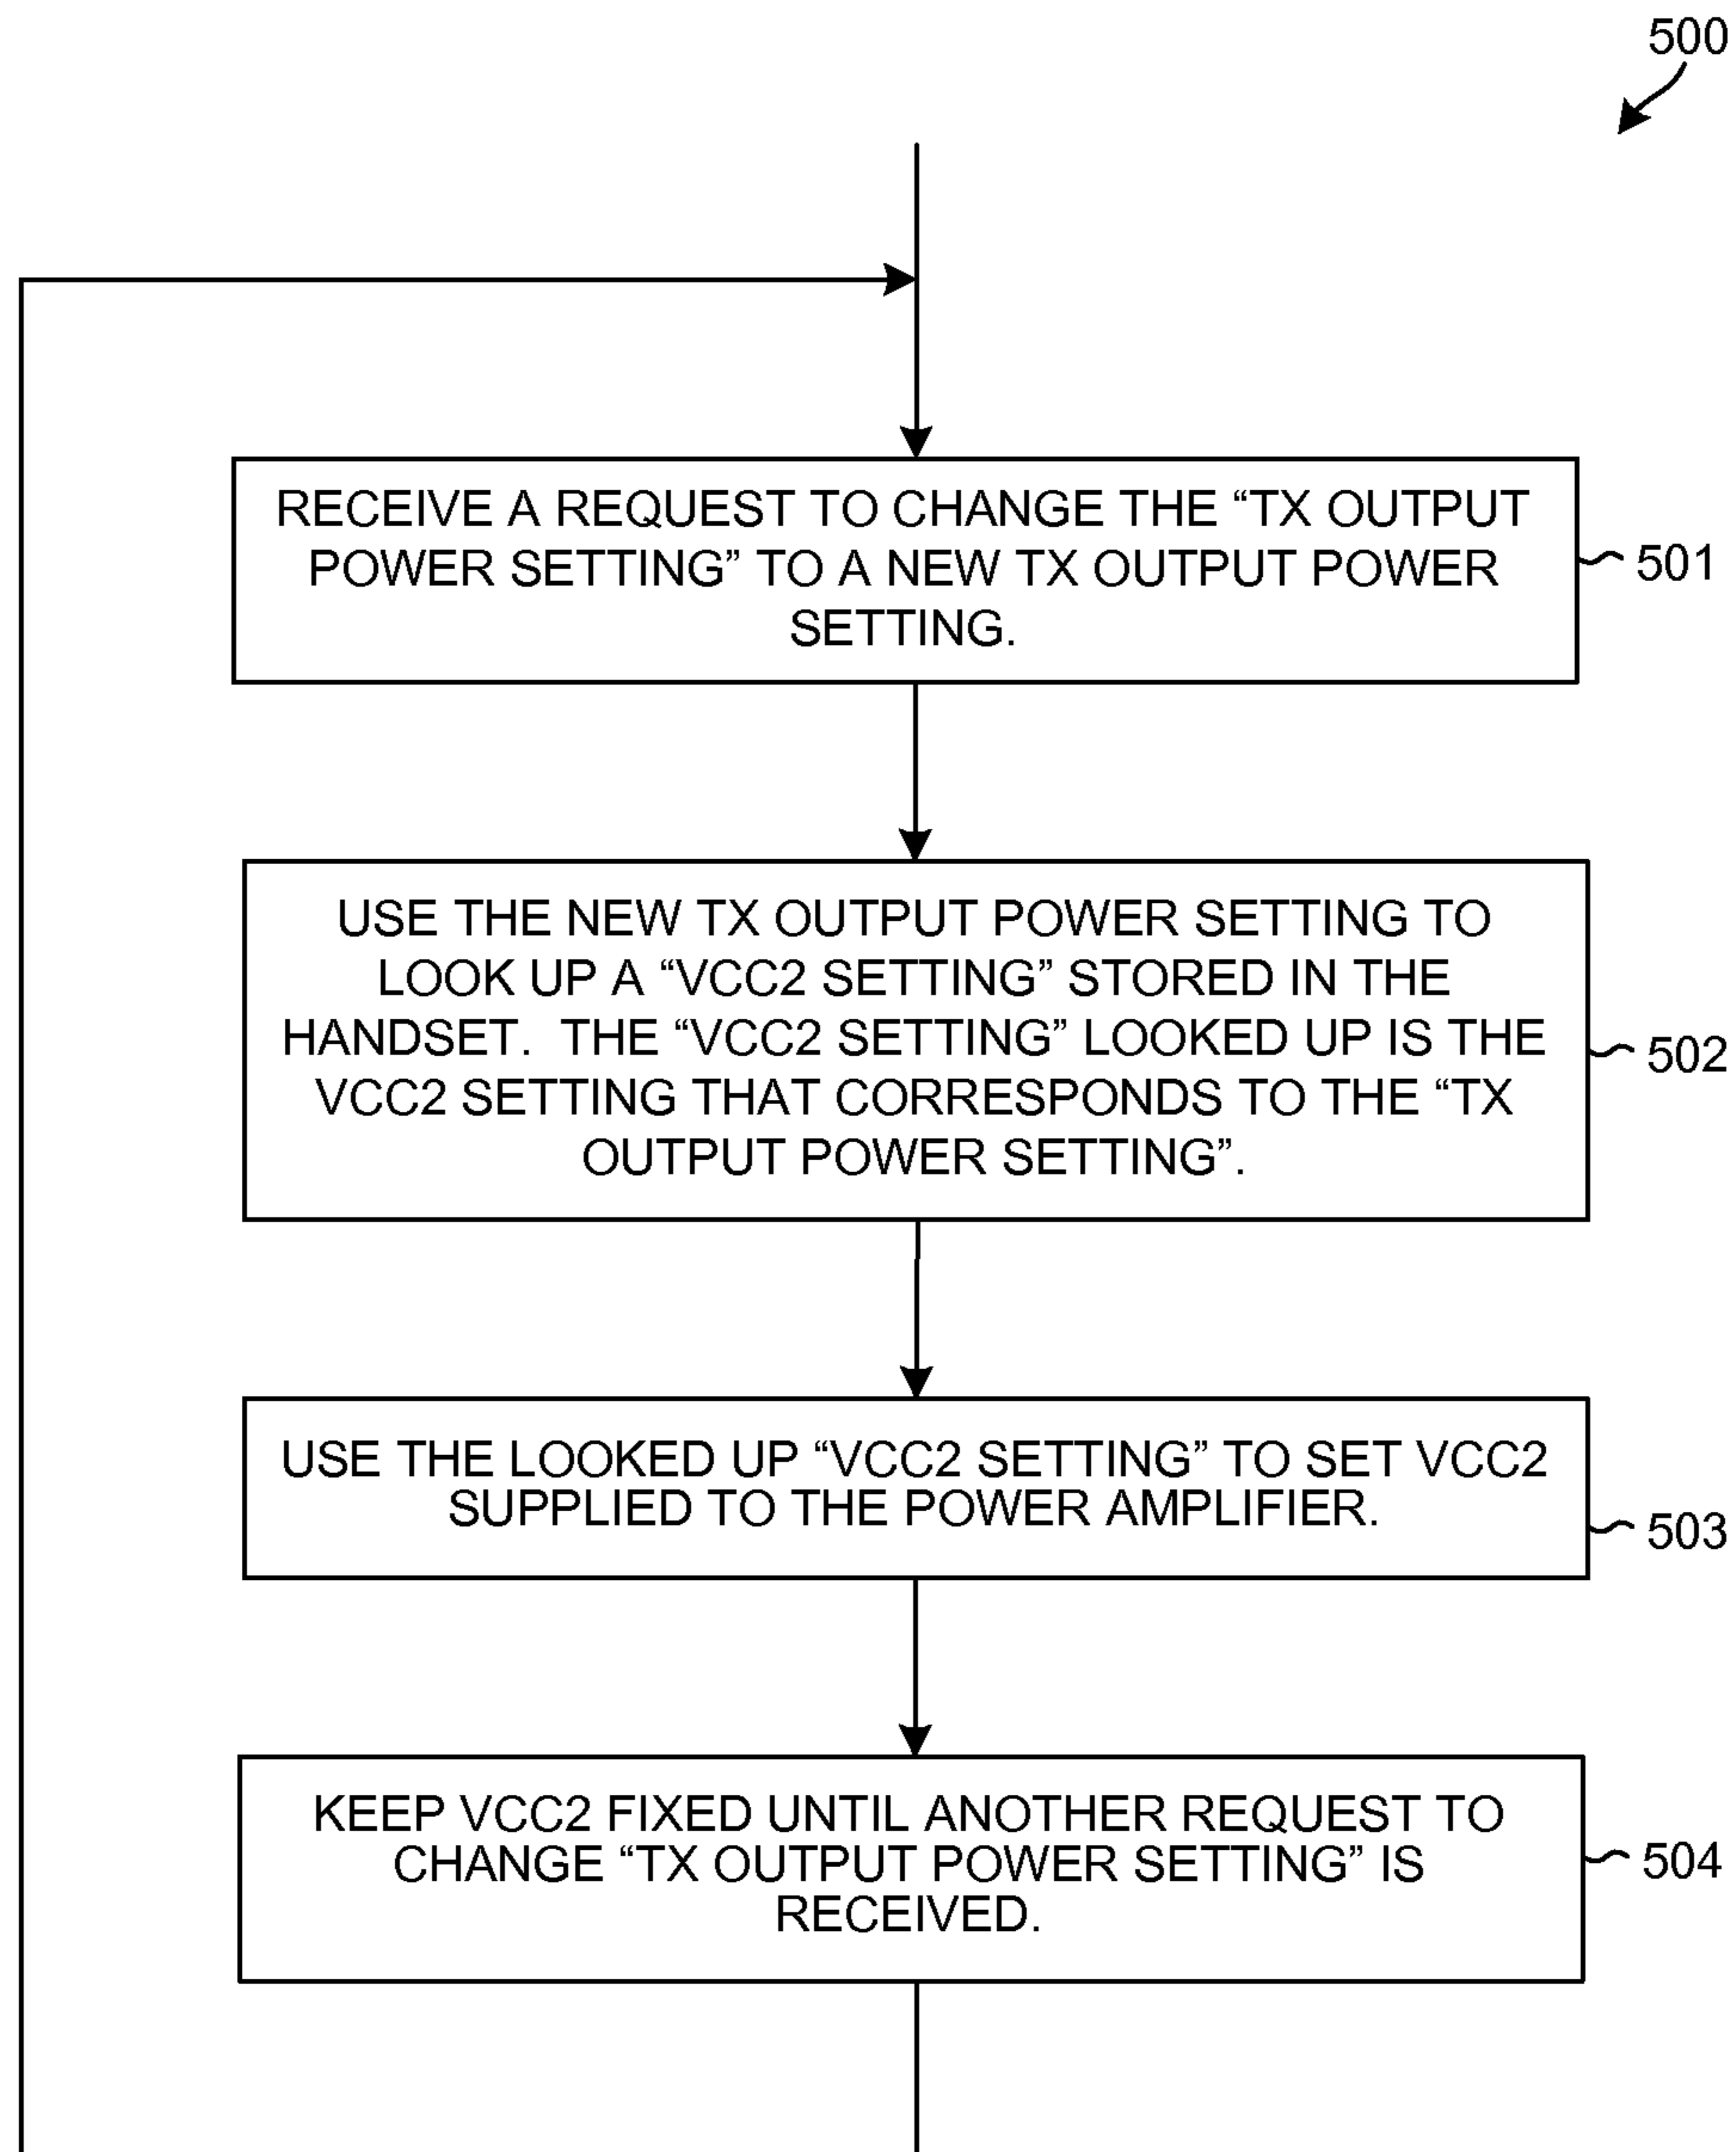 500
RECEIVE A REQUEST TO CHANGE THE “TX OUTPUT
POWER SETTING” TO A NEW TX OUTPUT POWER
SETTING.
501
USE THE NEW TX OUTPUT POWER SETTING TO
LOOK UP A “VCC2 SETTING” STORED IN THE
HANDSET.  THE “VCC2 SETTING” LOOKED UP IS THE
VCC2 SETTING THAT CORRESPONDS TO THE “TX
OUTPUT POWER SETTING”.
502
USE THE LOOKED UP “VCC2 SETTING” TO SET VCC2
SUPPLIED TO THE POWER AMPLIFIER.
503
KEEP VCC2 FIXED UNTIL ANOTHER REQUEST TO
CHANGE “TX OUTPUT POWER SETTING” IS
RECEIVED.
504